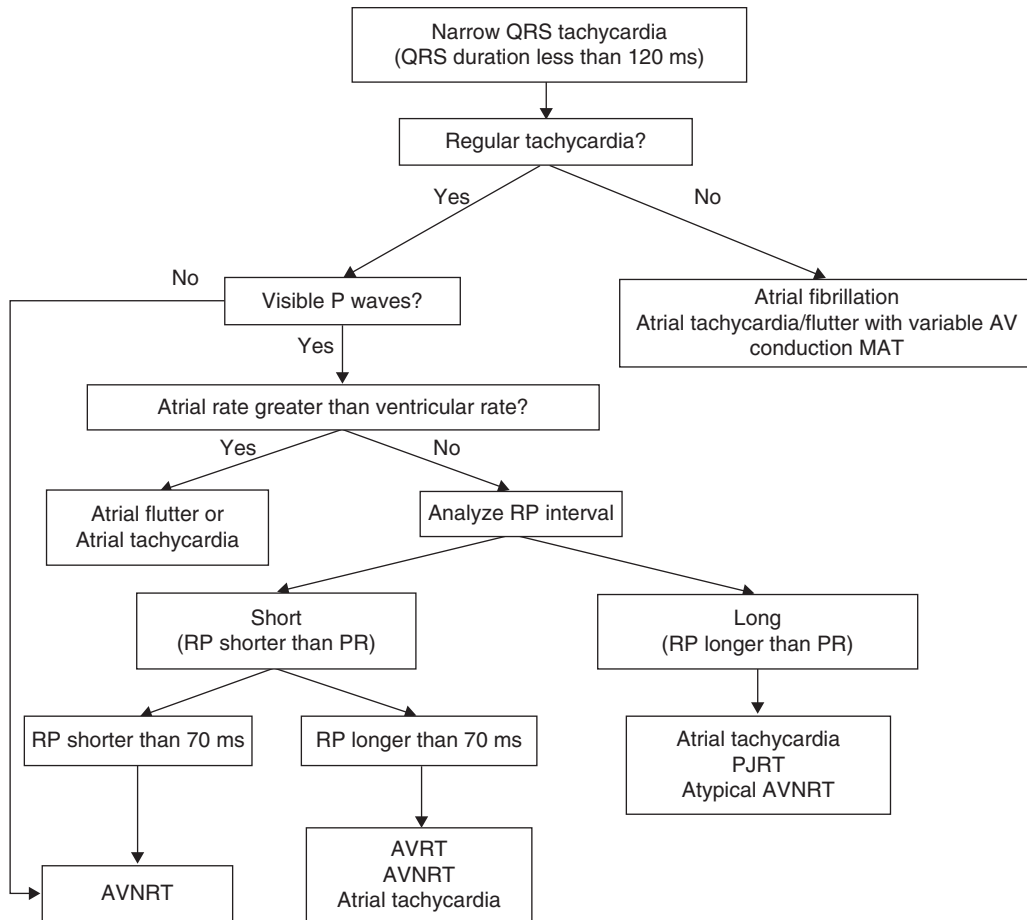 Narrow QRS tachycardia
(QRS duration less than 120 ms)
Regular tachycardia?
Yes
No
No
Visible P waves?
Atrial fibrillation
Atrial tachycardia/flutter with variable AV
conduction MAT
Yes
Atrial rate greater than ventricular rate?
Yes
No
Atrial flutter or
Atrial tachycardia
Analyze RP interval
Short
(RP shorter than PR)
Long
(RP longer than PR)
RP shorter than 70 ms
RP longer than 70 ms
Atrial tachycardia
PJRT
Atypical AVNRT
AVNRT
AVRT
AVNRT
Atrial tachycardia